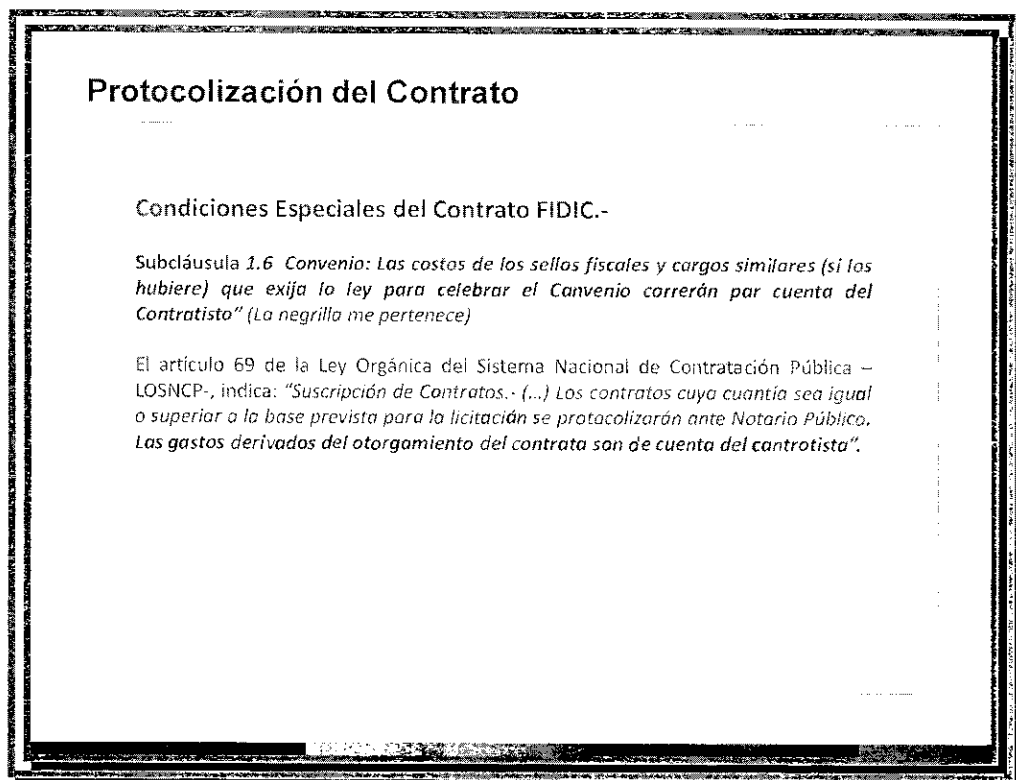 Protocolización del Contrato
Condiciones Especiales del Contrato FIDIC.-
Subcláusula 1.6 Convenio: Los costos de los sellos fiscales y cargos similares (si los
hubiere) que exija la ley para celebrar el Convenio correrán por cuenta del
Contratista" (La negrilla me pertenece)
El artículo 69 de la Ley Orgánica del Sistema Nacional de Contratación Pública –
LOSNCP-, indica: "Suscripción de Contratos.- (...) Los contratos cuya cuantía sea igual
o superior a la base prevista para la licitación se protocolizarán ante Notario Público.
Los gastos derivados del otorgamiento del contrato son de cuenta del contratista".